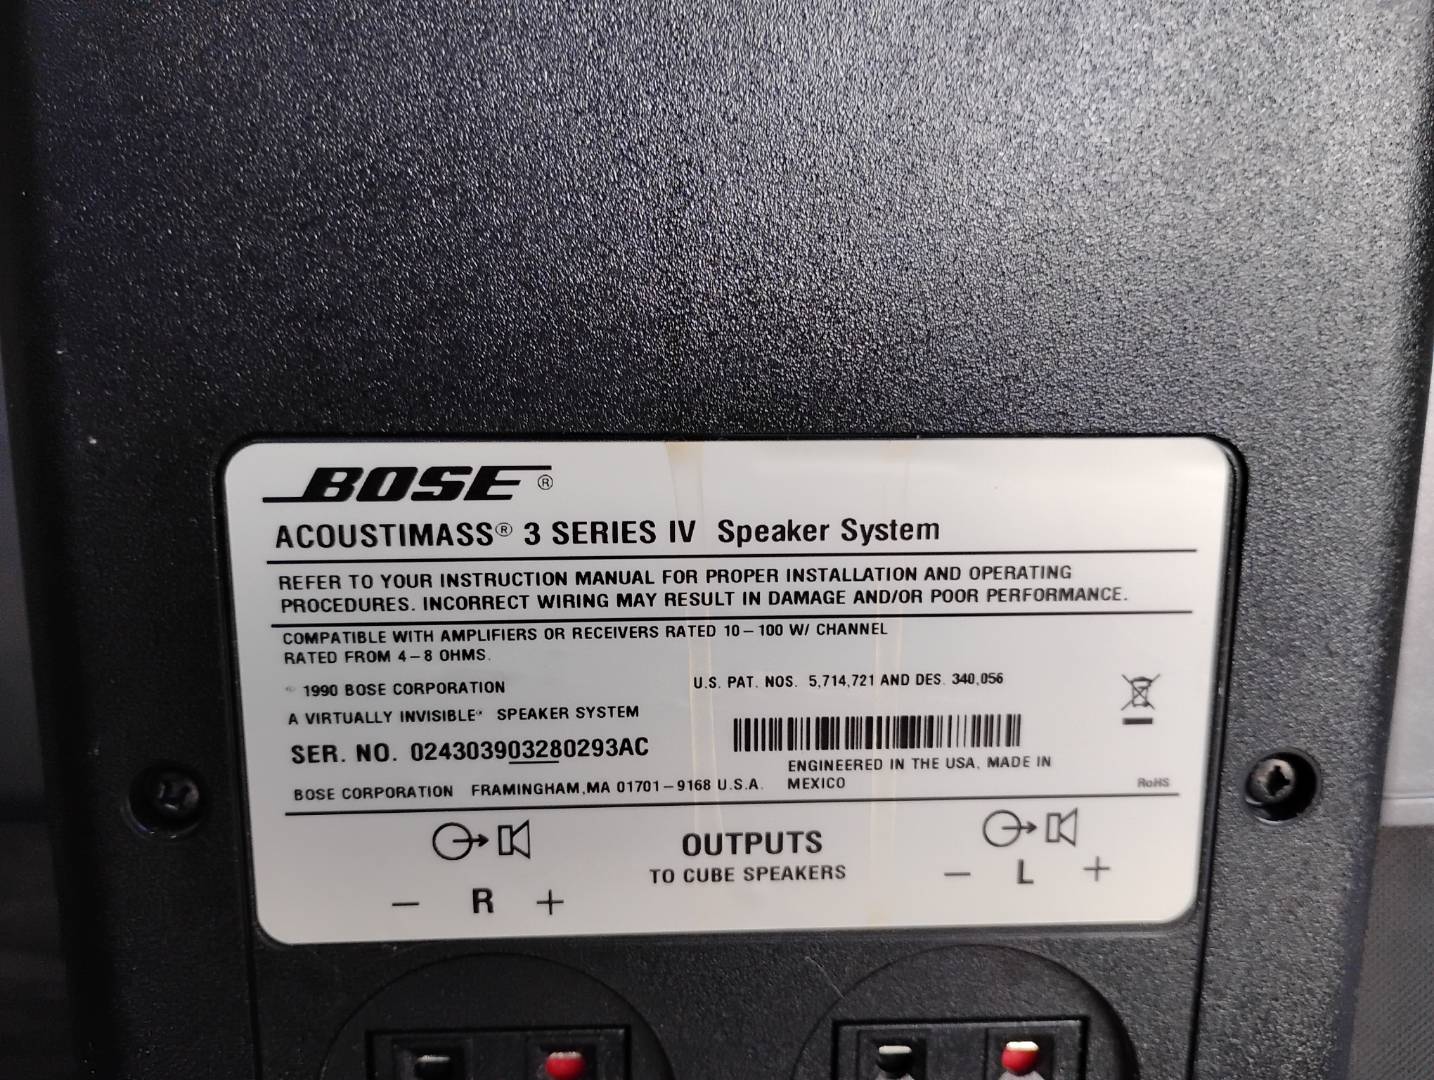 BOSE®
ACOUSTIMASS® 3 SERIES IV Speaker System
REFER TO YOUR INSTRUCTION MANUAL FOR PROPER INSTALLATION AND OPERATING
PROCEDURES. INCORRECT WIRING MAY RESULT IN DAMAGE AND/OR POOR PERFORMANCE.
COMPATIBLE WITH AMPLIFIERS OR RECEIVERS RATED 10 – 100 W/ CHANNEL
RATED FROM 4 – 8 OHMS.
© 1990 BOSE CORPORATION
U.S. PAT. NOS. 5,714,721 AND DES. 340,056
A VIRTUALLY INVISIBLE® SPEAKER SYSTEM
SER. NO. 024303903280293AC
ENGINEERED IN THE USA, MADE IN
MEXICO
BOSE CORPORATION FRAMINGHAM,MA 01701 – 9168 U.S.A.
RoHS
OUTPUTS
TO CUBE SPEAKERS
– R +
– L +